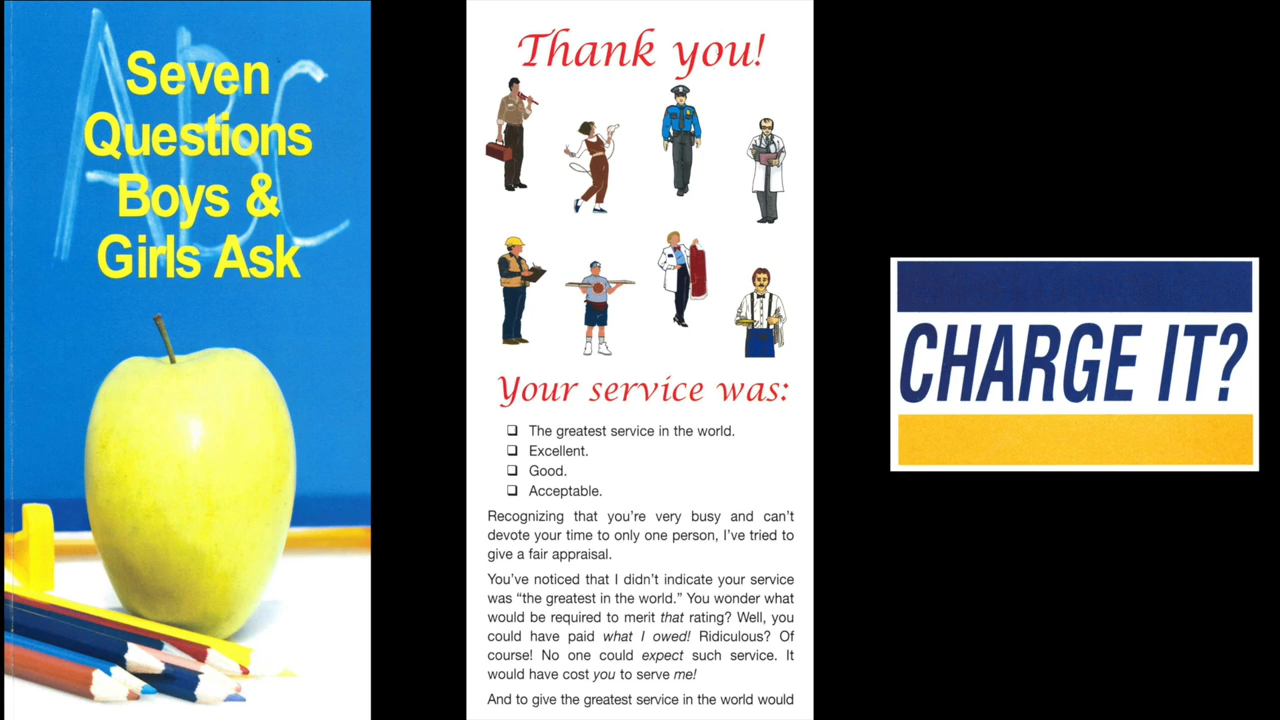 ABC
Seven
Questions
Boys &
Girls Ask
Thank you!
Your service was:
❑ The greatest service in the world.
❑ Excellent.
❑ Good.
❑ Acceptable.
Recognizing that you’re very busy and can’t
devote your time to only one person, I’ve tried to
give a fair appraisal.
You’ve noticed that I didn’t indicate your service
was “the greatest in the world.” You wonder what
would be required to merit that rating? Well, you
could have paid what I owed! Ridiculous? Of
course! No one could expect such service. It
would have cost you to serve me!
And to give the greatest service in the world would
CHARGE IT?